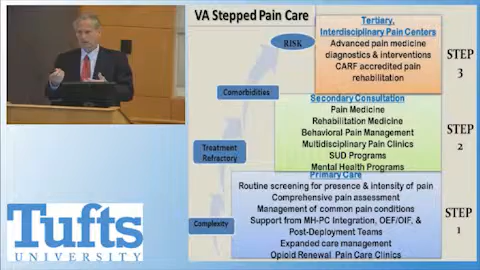 VA Stepped Pain Care
Tertiary,
Interdisciplinary Pain Centers
Advanced pain medicine
diagnostics & interventions
CARF accredited pain
rehabilitation
STEP
3
RISK
Comorbidities
Secondary Consultation
Pain Medicine
Rehabilitation Medicine
Behavioral Pain Management
Multidisciplinary Pain Clinics
SUD Programs
Mental Health Programs
STEP
2
Treatment
Refractory
Primary Care
Routine screening for presence & intensity of pain
Comprehensive pain assessment
Management of common pain conditions
Support from MH-PC Integration, OEF/OIF, &
Post-Deployment Teams
Expanded care management
Opioid Renewal Pain Care Clinics
STEP
1
Complexity
Tufts
UNIVERSITY